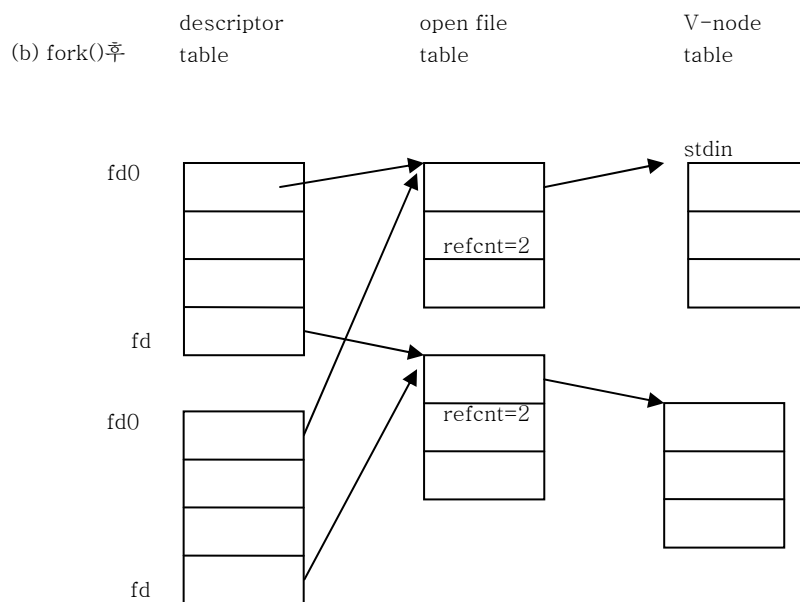 descriptor open file V-node
(b) fork()후 table table table
stdin
fd0
refcnt=2
fd
fd0
refcnt=2
fd